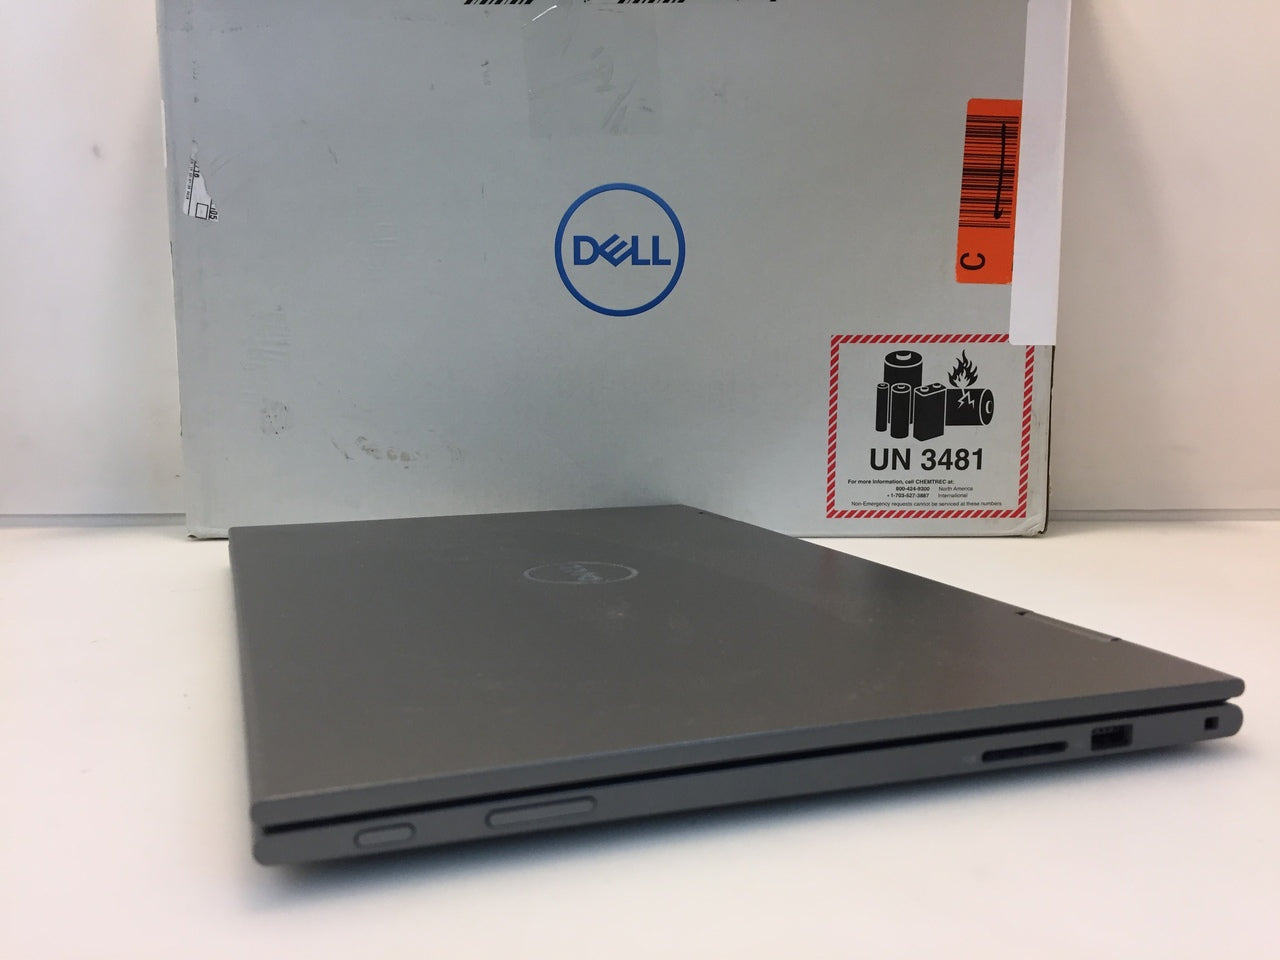 DELL
C
UN 3481
For more information, call CHEMTREC at:
800-424-9300 North America
+1-703-527-3887 International
Non-Emergency requests cannot be serviced at these numbers
DELL